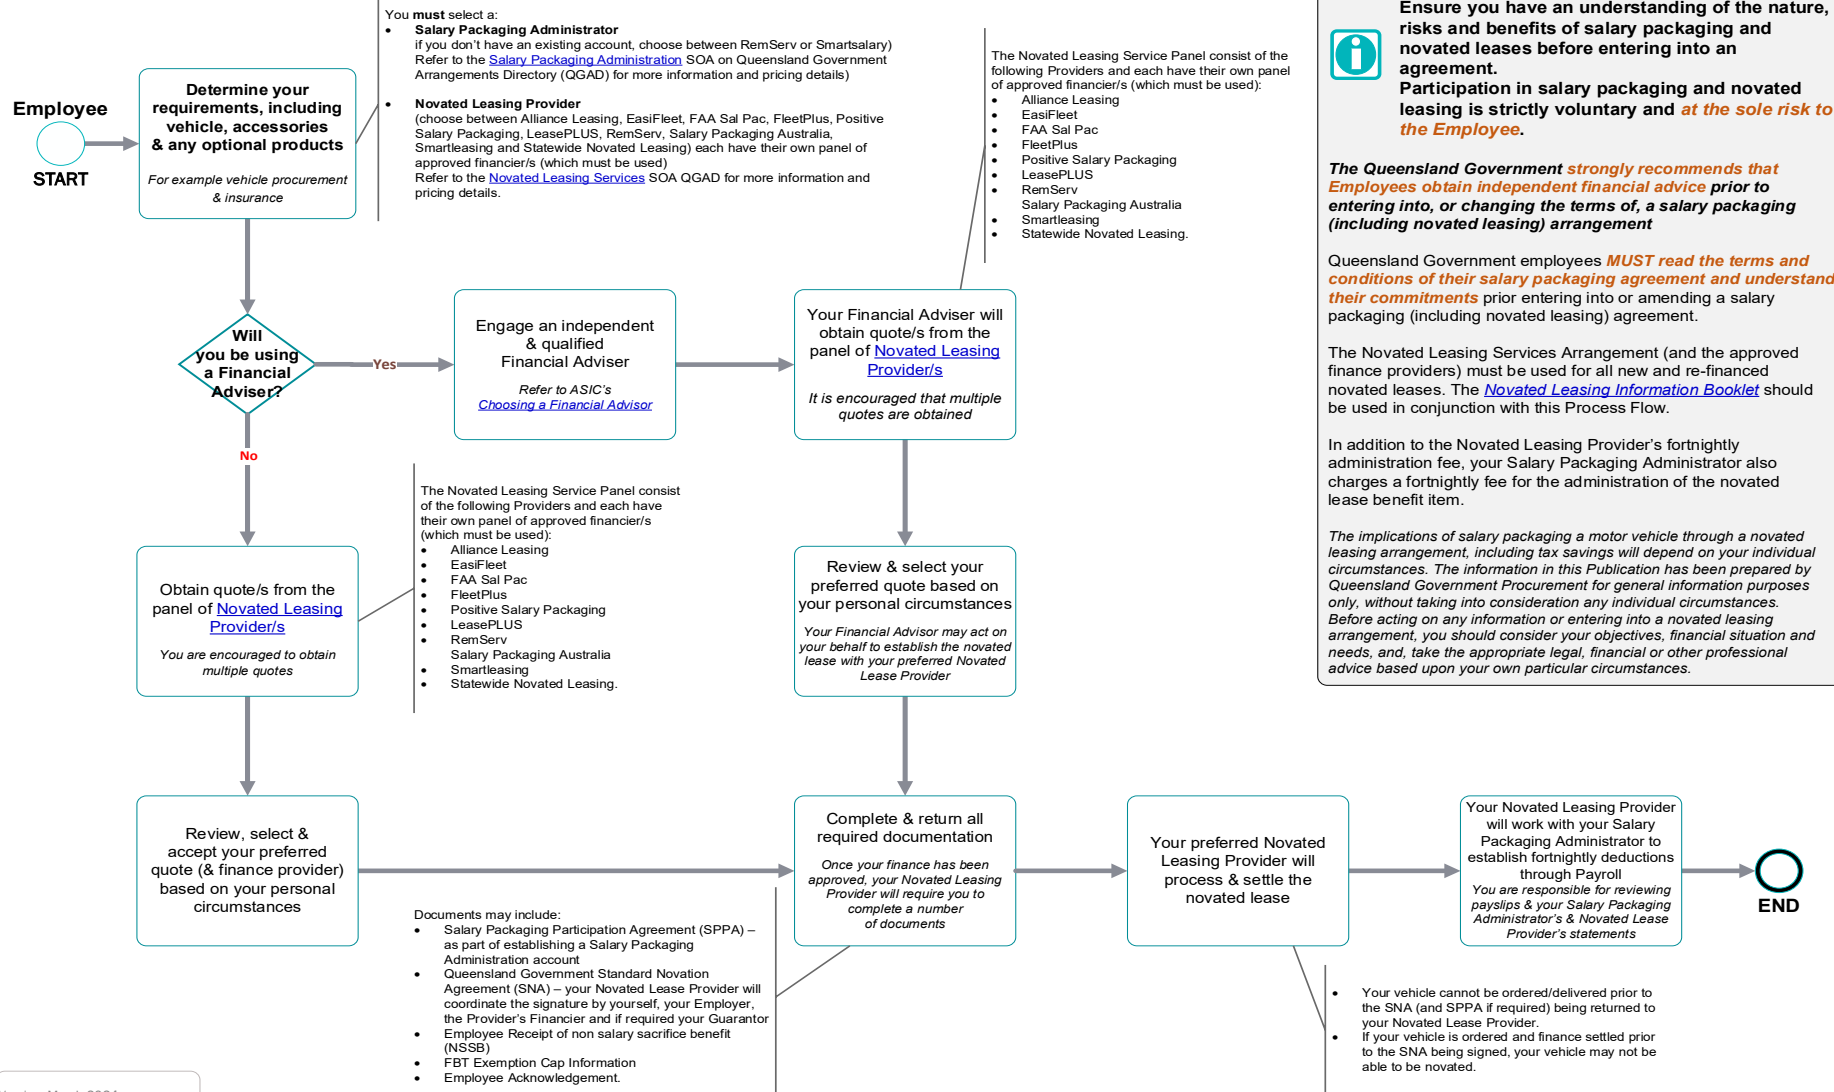 You must select a:
• Salary Packaging Administrator
if you don't have an existing account, choose between RemServ or Smartsalary)
Refer to the Salary Packaging Administration SOA on Queensland Government
Arrangements Directory (QGAD) for more information and pricing details)
• Novated Leasing Provider
(choose between Alliance Leasing, EasiFleet, FAA Sal Pac, FleetPlus, Positive
Salary Packaging, LeasePLUS, RemServ, Salary Packaging Australia,
Smartleasing and Statewide Novated Leasing) each have their own panel of
approved financier/s (which must be used)
Refer to the Novated Leasing Services SOA QGAD for more information and
pricing details.
Employee
START
Determine your
requirements, including
vehicle, accessories
& any optional products
For example vehicle procurement
& insurance
The Novated Leasing Service Panel consist of the
following Providers and each have their own panel
of approved financier/s (which must be used):
• Alliance Leasing
• EasiFleet
• FAA Sal Pac
• FleetPlus
• Positive Salary Packaging
• LeasePLUS
• RemServ
Salary Packaging Australia
• Smartleasing
• Statewide Novated Leasing.
Ensure you have an understanding of the nature,
risks and benefits of salary packaging and
novated leases before entering into an
agreement.
Participation in salary packaging and novated
leasing is strictly voluntary and at the sole risk to
the Employee.
The Queensland Government strongly recommends that
Employees obtain independent financial advice prior to
entering into, or changing the terms of, a salary packaging
(including novated leasing) arrangement
Queensland Government employees MUST read the terms and
conditions of their salary packaging agreement and understand
their commitments prior entering into or amending a salary
packaging (including novated leasing) agreement.
The Novated Leasing Services Arrangement (and the approved
finance providers) must be used for all new and re-financed
novated leases. The Novated Leasing Information Booklet should
be used in conjunction with this Process Flow.
In addition to the Novated Leasing Provider's fortnightly
administration fee, your Salary Packaging Administrator also
charges a fortnightly fee for the administration of the novated
lease benefit item.
The implications of salary packaging a motor vehicle through a novated
leasing arrangement, including tax savings will depend on your individual
circumstances. The information in this Publication has been prepared by
Queensland Government Procurement for general information purposes
only, without taking into consideration any individual circumstances.
Before acting on any information or entering into a novated leasing
arrangement, you should consider your objectives, financial situation and
needs, and, take the appropriate legal, financial or other professional
advice based upon your own particular circumstances.
Will
you be using
a Financial
Adviser?
Yes
No
Engage an independent
& qualified
Financial Adviser
Refer to ASIC's
Choosing a Financial Advisor
Your Financial Adviser will
obtain quote/s from the
panel of Novated Leasing
Provider/s
It is encouraged that multiple
quotes are obtained
Obtain quote/s from the
panel of Novated Leasing
Provider/s
You are encouraged to obtain
multiple quotes
The Novated Leasing Service Panel consist
of the following Providers and each have
their own panel of approved financier/s
(which must be used):
• Alliance Leasing
• EasiFleet
• FAA Sal Pac
• FleetPlus
• Positive Salary Packaging
• LeasePLUS
• RemServ
Salary Packaging Australia
• Smartleasing
• Statewide Novated Leasing.
Review & select your
preferred quote based on
your personal circumstances
Your Financial Advisor may act on
your behalf to establish the novated
lease with your preferred Novated
Lease Provider
Review, select &
accept your preferred
quote (& finance provider)
based on your personal
circumstances
Complete & return all
required documentation
Once your finance has been
approved, your Novated Leasing
Provider will require you to
complete a number
of documents
Your preferred Novated
Leasing Provider will
process & settle the
novated lease
Your Novated Leasing Provider
will work with your Salary
Packaging Administrator to
establish fortnightly deductions
through Payroll
You are responsible for reviewing
payslips & your Salary Packaging
Administrator's & Novated Lease
Provider's statements
END
Documents may include:
• Salary Packaging Participation Agreement (SPPA) –
as part of establishing a Salary Packaging
Administration account
• Queensland Government Standard Novation
Agreement (SNA) – your Novated Lease Provider will
coordinate the signature by yourself, your Employer,
the Provider's Financier and if required your Guarantor
• Employee Receipt of non salary sacrifice benefit
(NSSB)
• FBT Exemption Cap Information
• Employee Acknowledgement.
• Your vehicle cannot be ordered/delivered prior to
the SNA (and SPPA if required) being returned to
your Novated Lease Provider.
• If your vehicle is ordered and finance settled prior
to the SNA being signed, your vehicle may not be
able to be novated.